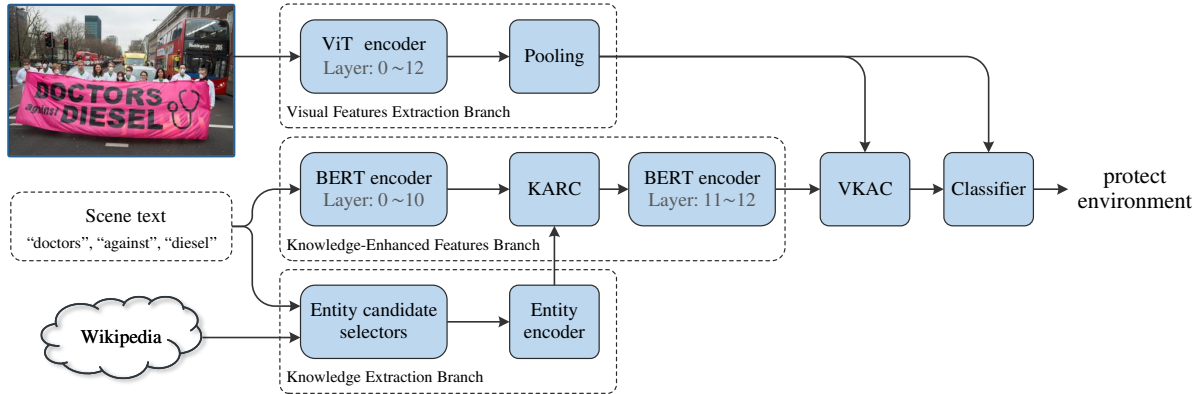 DOCTORS
against DIESEL
205
ViT encoder
Layer: 0~12
Pooling
Visual Features Extraction Branch
BERT encoder
Layer: 0~10
KARC
BERT encoder
Layer: 11~12
Knowledge-Enhanced Features Branch
VKAC
Classifier
protect
environment
Scene text
“doctors”, “against”, “diesel”
Wikipedia
Entity candidate
selectors
Entity
encoder
Knowledge Extraction Branch